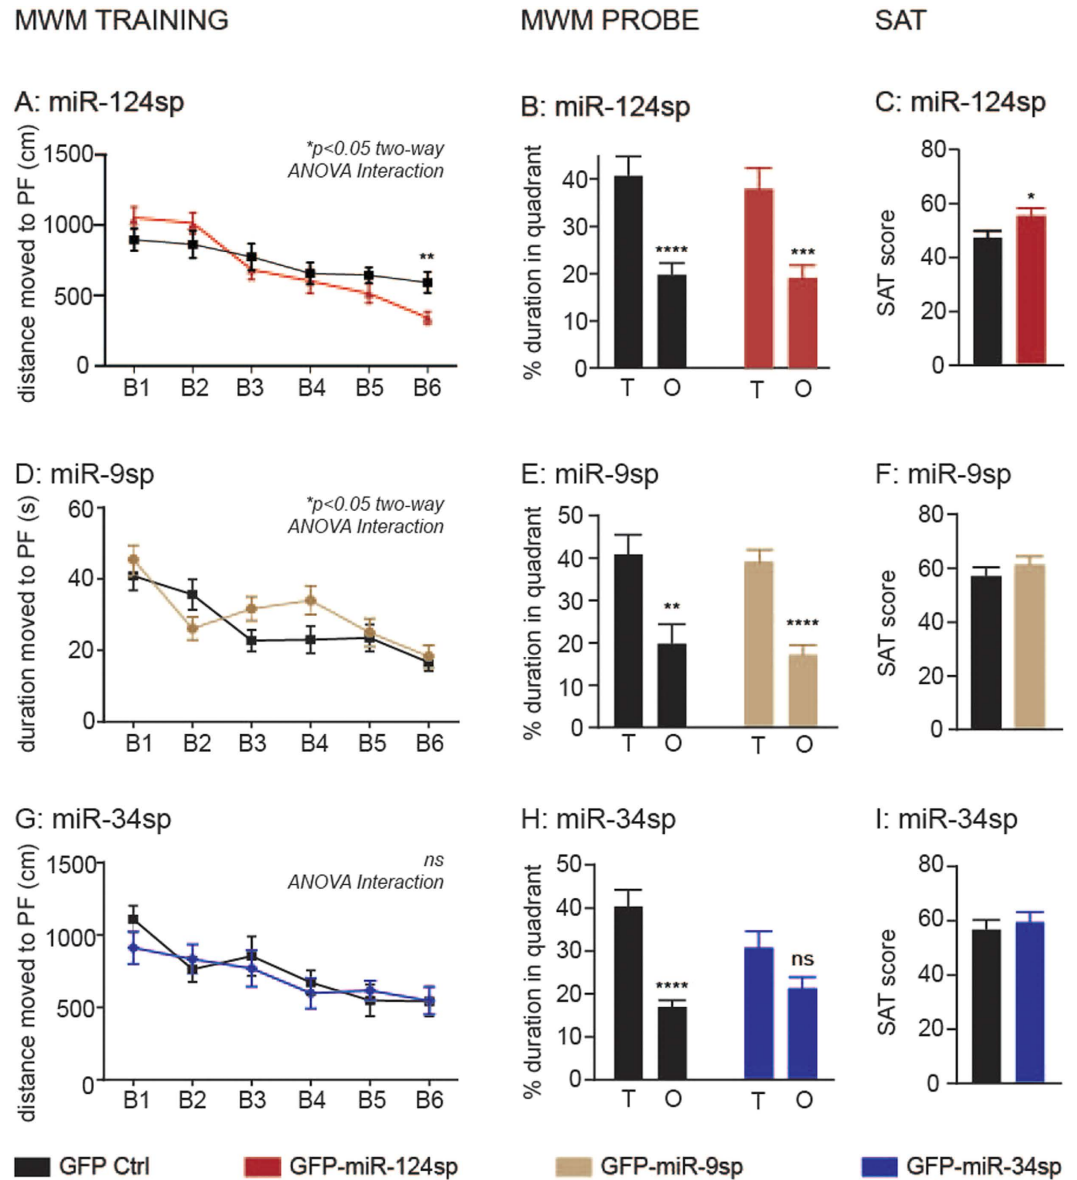 MWM TRAINING
MWM PROBE
SAT
A: miR-124sp
distance moved to PF (cm)
1500
1000
500
0
*p<0.05 two-way
ANOVA Interaction
**
B1 B2 B3 B4 B5 B6
B: miR-124sp
% duration in quadrant
40
30
20
10
0
****
***
T O T O
C: miR-124sp
SAT score
80
60
40
20
0
*
D: miR-9sp
duration moved to PF (s)
60
40
20
0
*p<0.05 two-way
ANOVA Interaction
B1 B2 B3 B4 B5 B6
E: miR-9sp
% duration in quadrant
50
40
30
20
10
0
**
****
T O T O
F: miR-9sp
SAT score
80
60
40
20
0
G: miR-34sp
distance moved to PF (cm)
1500
1000
500
0
ns
ANOVA Interaction
B1 B2 B3 B4 B5 B6
H: miR-34sp
% duration in quadrant
50
40
30
20
10
0
****
ns
T O T O
I: miR-34sp
SAT score
80
60
40
20
0
GFP Ctrl
GFP-miR-124sp
GFP-miR-9sp
GFP-miR-34sp